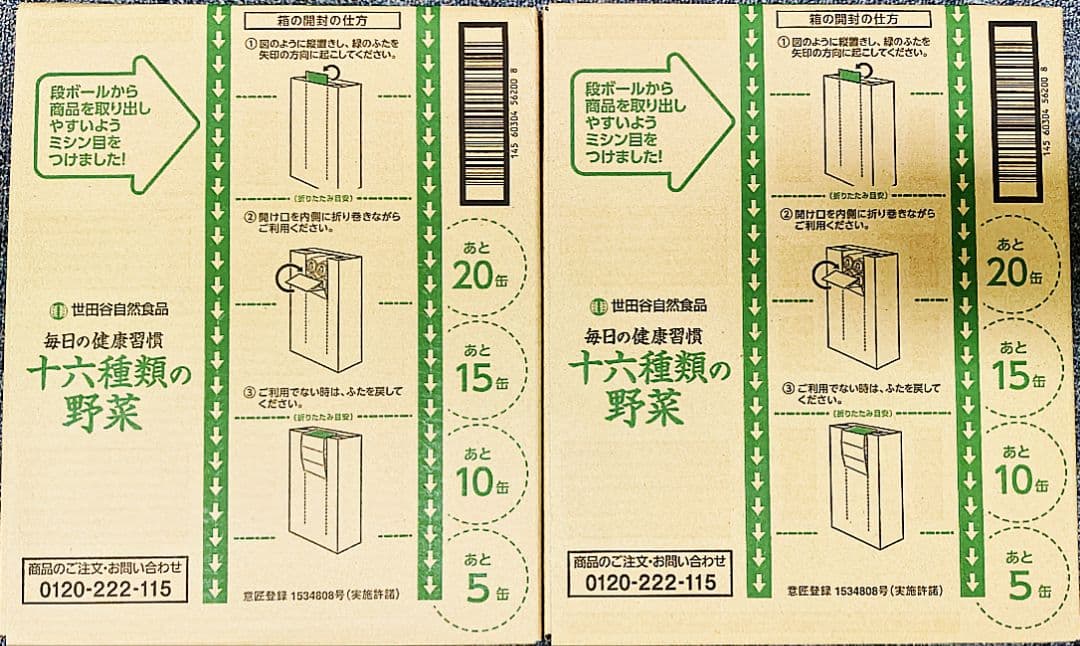 箱の開封の仕方
①図のように縦置きし、緑のふたを
矢印の方向に起こしてください。
段ボールから
商品を取り出し
やすいよう
ミシン目を
つけました!
145 60304 56200 8
(折りたたみ目安)
②開け口を内側に折り巻きながら
ご利用ください。
あと
20缶
世田谷自然食品
毎日の健康習慣
十六種類の
野菜
あと
15缶
③ご利用でない時は、ふたを戻して
ください。
(折りたたみ目安)
あと
10缶
商品のご注文・お問い合わせ
0120-222-115
意匠登録 1534808号(実施許諾)
あと
5缶
箱の開封の仕方
①図のように縦置きし、緑のふたを
矢印の方向に起こしてください。
段ボールから
商品を取り出し
やすいよう
ミシン目を
つけました!
145 60304 56200 8
(折りたたみ目安)
②開け口を内側に折り巻きながら
ご利用ください。
あと
20缶
世田谷自然食品
毎日の健康習慣
十六種類の
野菜
あと
15缶
③ご利用でない時は、ふたを戻して
ください。
(折りたたみ目安)
あと
10缶
商品のご注文・お問い合わせ
0120-222-115
意匠登録 1534808号(実施許諾)
あと
5缶